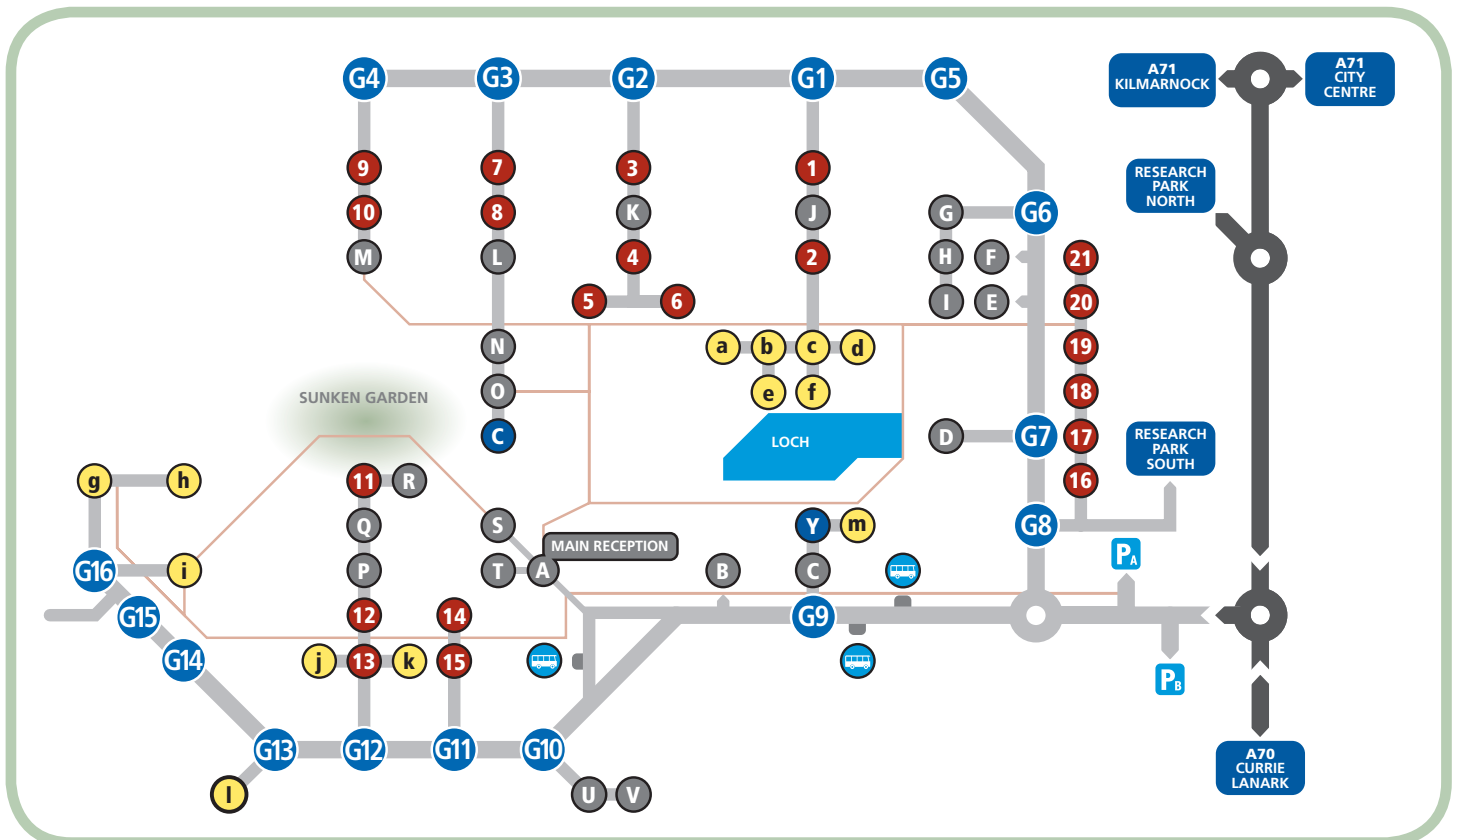 G4
G3
G2
G1
G5
A71
KILMARNOCK
A71
CITY
CENTRE
9
7
3
1
RESEARCH
PARK
NORTH
10
8
K
J
G
G6
M
L
4
2
H
F
21
5
6
I
E
20
N
a
b
c
d
19
O
e
f
18
SUNKEN GARDEN
C
LOCH
D
G7
17
RESEARCH
PARK
SOUTH
g
h
11
R
16
Q
S
Y
m
G8
MAIN RECEPTION
PA
G16
i
P
T
A
B
C
G15
12
14
G9
G14
j
13
k
15
PB
G13
G12
G11
G10
A70
CURRIE
LANARK
l
U
V